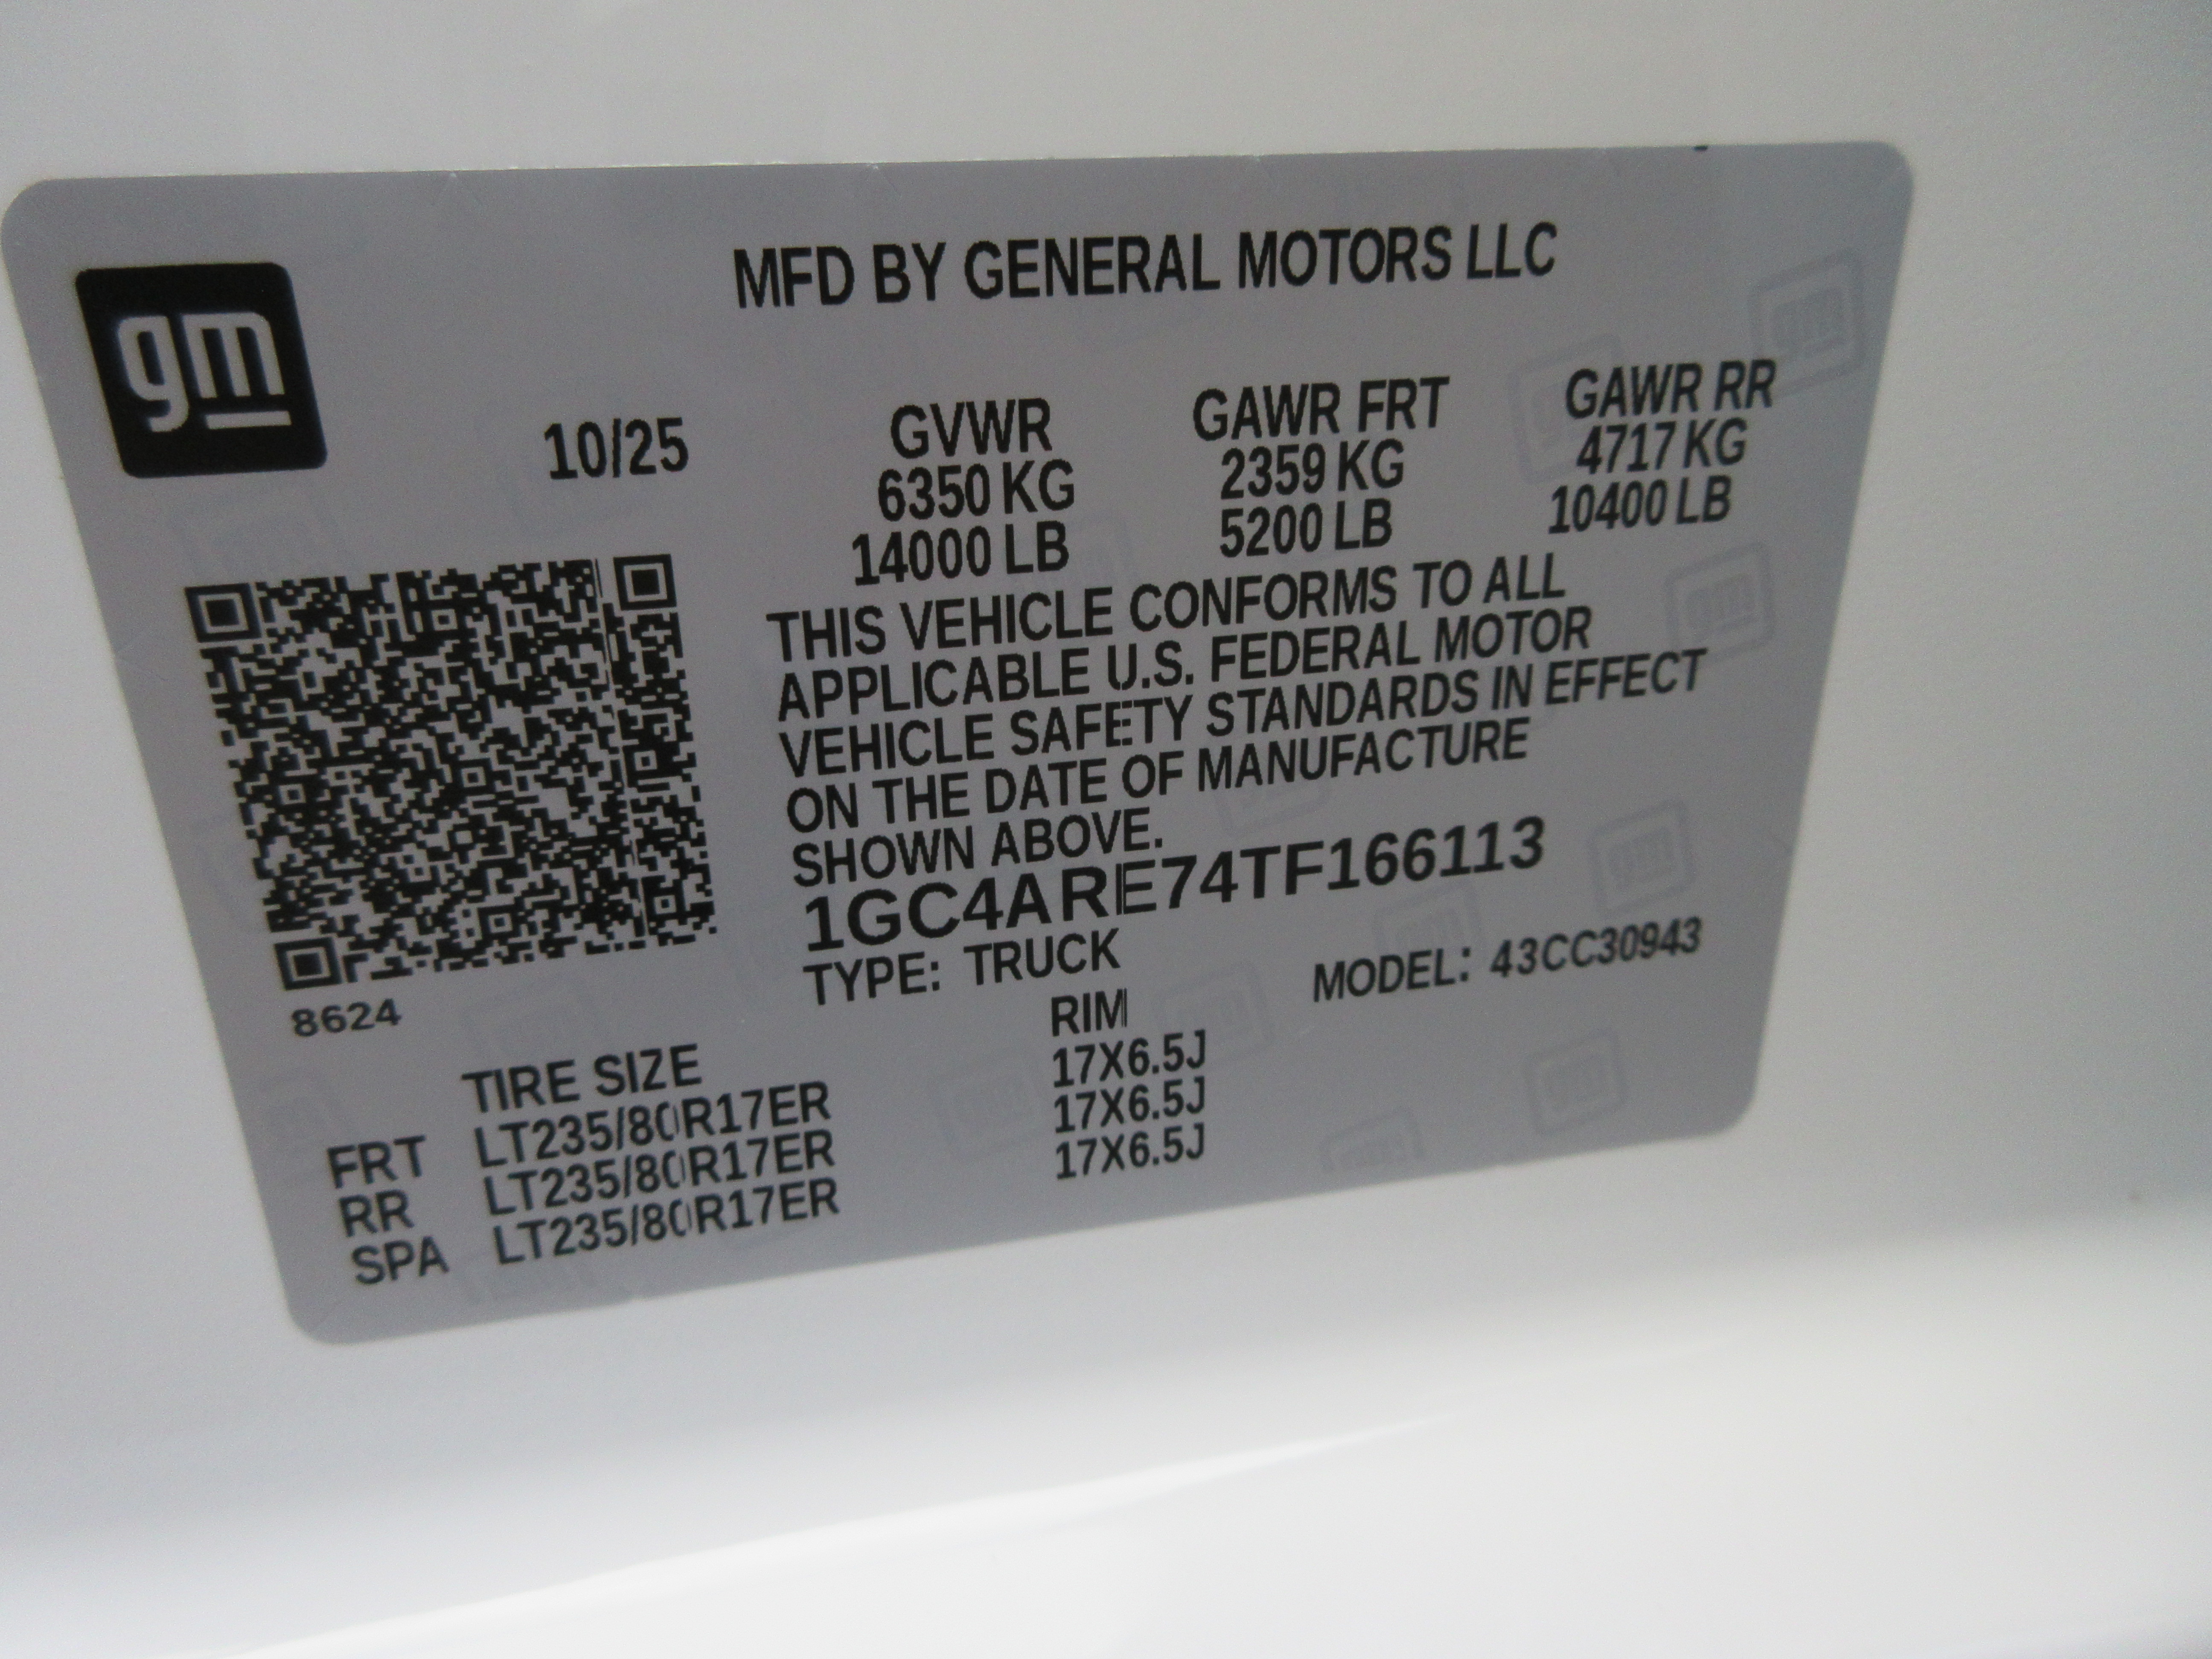 MFD BY GENERAL MOTORS LLC
gm
10/25
GVWR GAWR FRT GAWR RR
6350 KG 2359 KG 4717 KG
14000 LB 5200 LB 10400 LB
THIS VEHICLE CONFORMS TO ALL
APPLICABLE U.S. FEDERAL MOTOR
VEHICLE SAFETY STANDARDS IN EFFECT
ON THE DATE OF MANUFACTURE
SHOWN ABOVE.
1GC4ARE74TF166113
TYPE: TRUCK MODEL: 43CC30943
8624
TIRE SIZE RIM
FRT LT235/80R17ER 17X6.5J
RR LT235/80R17ER 17X6.5J
SPA LT235/80R17ER 17X6.5J